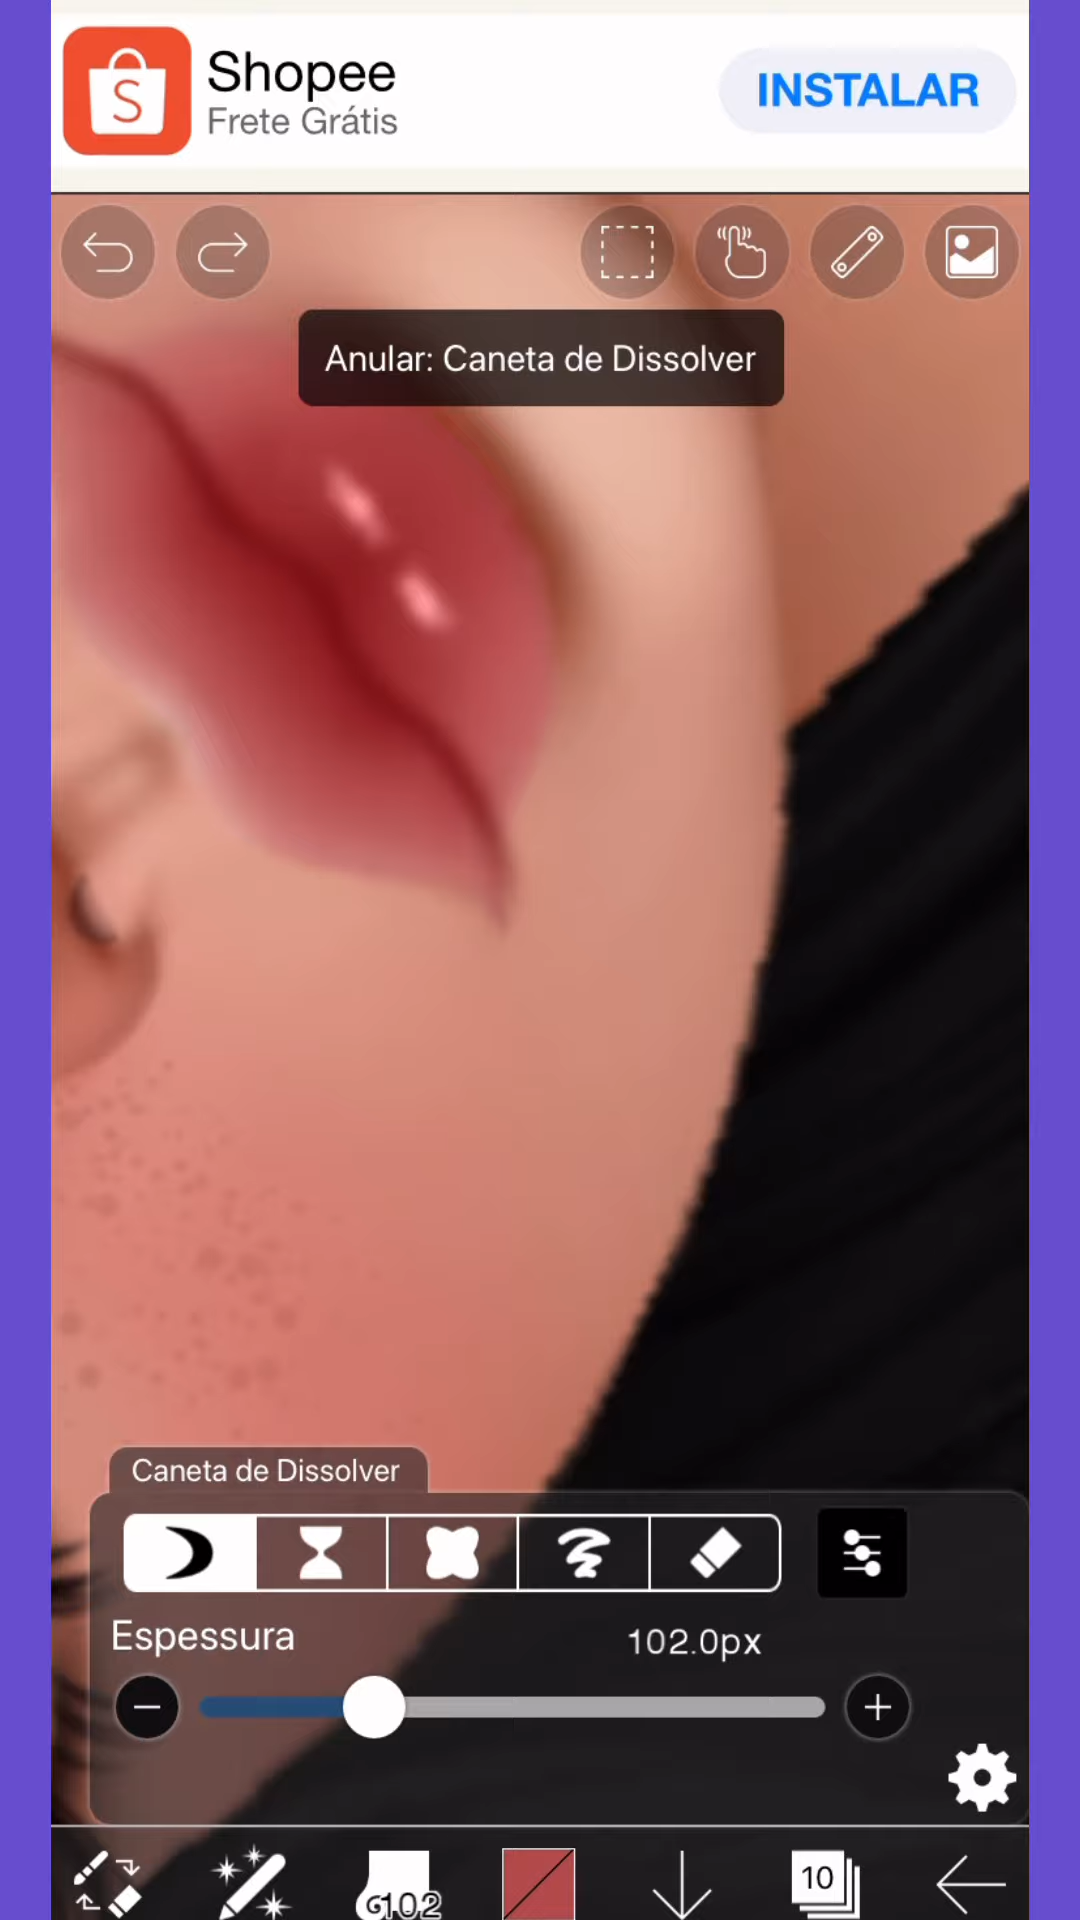 Shopee
Frete Grátis
INSTALAR
Anular: Caneta de Dissolver
Caneta de Dissolver
Espessura
102.0px
102
10